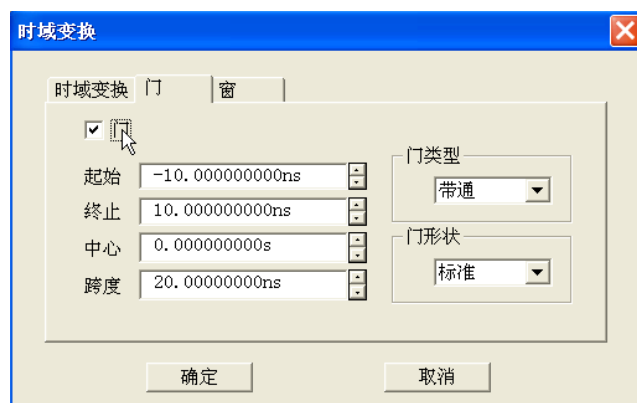 时域变换
时域变换 门 窗
门
起始 -10.000000000ns
终止 10.000000000ns
中心 0.000000000s
跨度 20.00000000ns
门类型
带通
门形状
标准
确定 取消